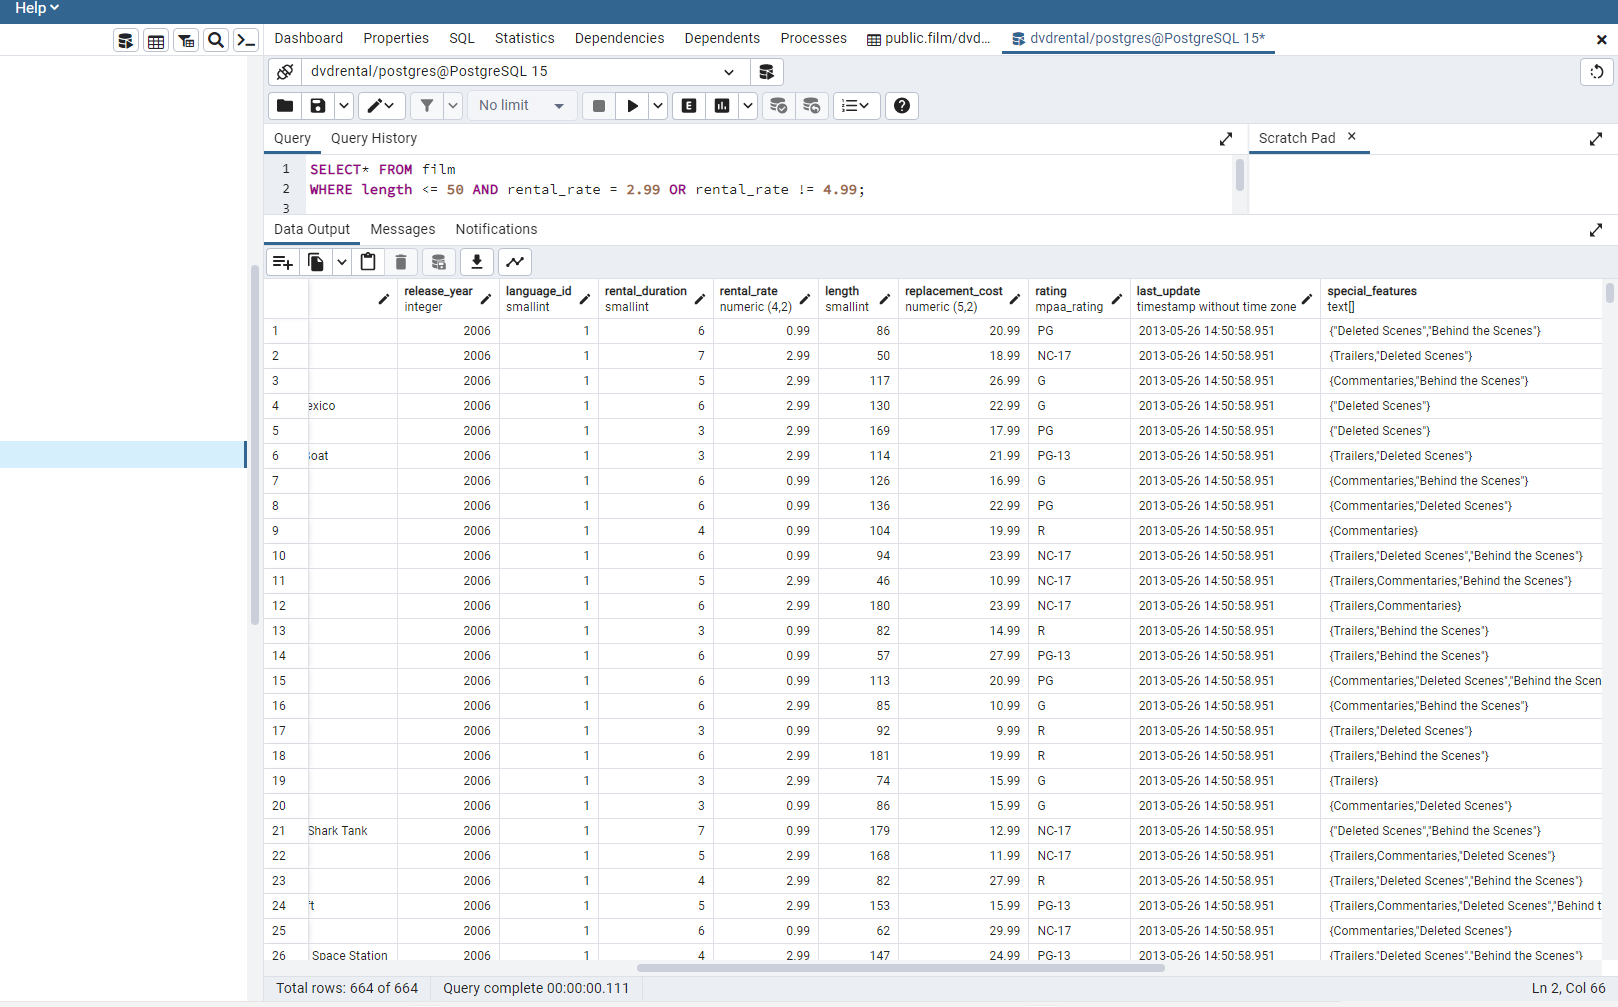 Help
Dashboard Properties SQL Statistics Dependencies Dependents Processes public.film/dvd... dvdrental/postgres@PostgreSQL 15*
dvdrental/postgres@PostgreSQL 15
No limit E
Query Query History Scratch Pad
1 SELECT* FROM film
2 WHERE length <= 50 AND rental_rate = 2.99 OR rental_rate != 4.99;
3
Data Output Messages Notifications
release_year language_id rental_duration rental_rate length replacement_cost rating last_update special_features
integer smallint smallint numeric (4,2) smallint numeric (5,2) mpaa_rating timestamp without time zone text[]
1 2006 1 6 0.99 86 20.99 PG 2013-05-26 14:50:58.951 {"Deleted Scenes","Behind the Scenes"}
2 2006 1 7 2.99 50 18.99 NC-17 2013-05-26 14:50:58.951 {Trailers,"Deleted Scenes"}
3 2006 1 5 2.99 117 26.99 G 2013-05-26 14:50:58.951 {Commentaries,"Behind the Scenes"}
4 exico 2006 1 6 2.99 130 22.99 G 2013-05-26 14:50:58.951 {"Deleted Scenes"}
5 2006 1 3 2.99 169 17.99 PG 2013-05-26 14:50:58.951 {"Deleted Scenes"}
6 oat 2006 1 3 2.99 114 21.99 PG-13 2013-05-26 14:50:58.951 {Trailers,"Deleted Scenes"}
7 2006 1 6 0.99 126 16.99 G 2013-05-26 14:50:58.951 {Commentaries,"Behind the Scenes"}
8 2006 1 6 0.99 136 22.99 PG 2013-05-26 14:50:58.951 {Commentaries,"Deleted Scenes"}
9 2006 1 4 0.99 104 19.99 R 2013-05-26 14:50:58.951 {Commentaries}
10 2006 1 6 0.99 94 23.99 NC-17 2013-05-26 14:50:58.951 {Trailers,"Deleted Scenes","Behind the Scenes"}
11 2006 1 5 2.99 46 10.99 NC-17 2013-05-26 14:50:58.951 {Trailers,Commentaries,"Behind the Scenes"}
12 2006 1 6 2.99 180 23.99 NC-17 2013-05-26 14:50:58.951 {Trailers,Commentaries}
13 2006 1 3 0.99 82 14.99 R 2013-05-26 14:50:58.951 {Trailers,"Behind the Scenes"}
14 2006 1 6 0.99 57 27.99 PG-13 2013-05-26 14:50:58.951 {Trailers,"Behind the Scenes"}
15 2006 1 6 0.99 113 20.99 PG 2013-05-26 14:50:58.951 {Commentaries,"Deleted Scenes","Behind the Scen
16 2006 1 6 2.99 85 10.99 G 2013-05-26 14:50:58.951 {Commentaries,"Behind the Scenes"}
17 2006 1 3 0.99 92 9.99 R 2013-05-26 14:50:58.951 {Trailers,"Deleted Scenes"}
18 2006 1 6 2.99 181 19.99 R 2013-05-26 14:50:58.951 {Trailers,"Behind the Scenes"}
19 2006 1 3 2.99 74 15.99 G 2013-05-26 14:50:58.951 {Trailers}
20 2006 1 3 0.99 86 15.99 G 2013-05-26 14:50:58.951 {Commentaries,"Deleted Scenes"}
21 Shark Tank 2006 1 7 0.99 179 12.99 NC-17 2013-05-26 14:50:58.951 {"Deleted Scenes","Behind the Scenes"}
22 2006 1 5 2.99 168 11.99 NC-17 2013-05-26 14:50:58.951 {Trailers,Commentaries,"Deleted Scenes"}
23 2006 1 4 2.99 82 27.99 R 2013-05-26 14:50:58.951 {Trailers,"Deleted Scenes","Behind the Scenes"}
24 ft 2006 1 5 2.99 153 15.99 PG-13 2013-05-26 14:50:58.951 {Trailers,Commentaries,"Deleted Scenes","Behind t
25 2006 1 6 0.99 62 29.99 NC-17 2013-05-26 14:50:58.951 {Commentaries,"Deleted Scenes"}
26 Space Station 2006 1 4 2.99 147 24.99 PG-13 2013-05-26 14:50:58.951 {Trailers,"Deleted Scenes","Behind the Scenes"}
Total rows: 664 of 664 Query complete 00:00:00.111 Ln 2, Col 66